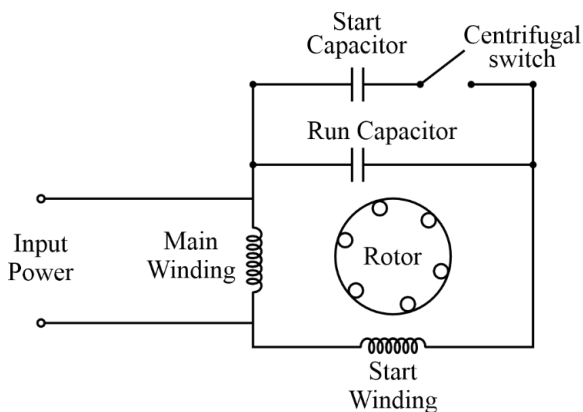 Start
Capacitor
Centrifugal
switch
Run Capacitor
Input
Power
Main
Winding
Rotor
Start
Winding